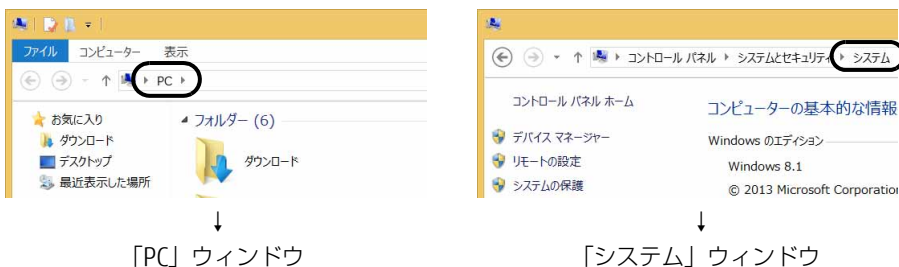 ファイル コンピューター 表示
PC
お気に入り
ダウンロード
デスクトップ
最近表示した場所
フォルダー (6)
ダウンロード
↓
「PC」ウィンドウ
コントロール パネル システムとセキュリティ システム
コントロール パネル ホーム
デバイス マネージャー
リモートの設定
システムの保護
コンピューターの基本的な情報
Windows のエディション
Windows 8.1
© 2013 Microsoft Corporation
↓
「システム」ウィンドウ